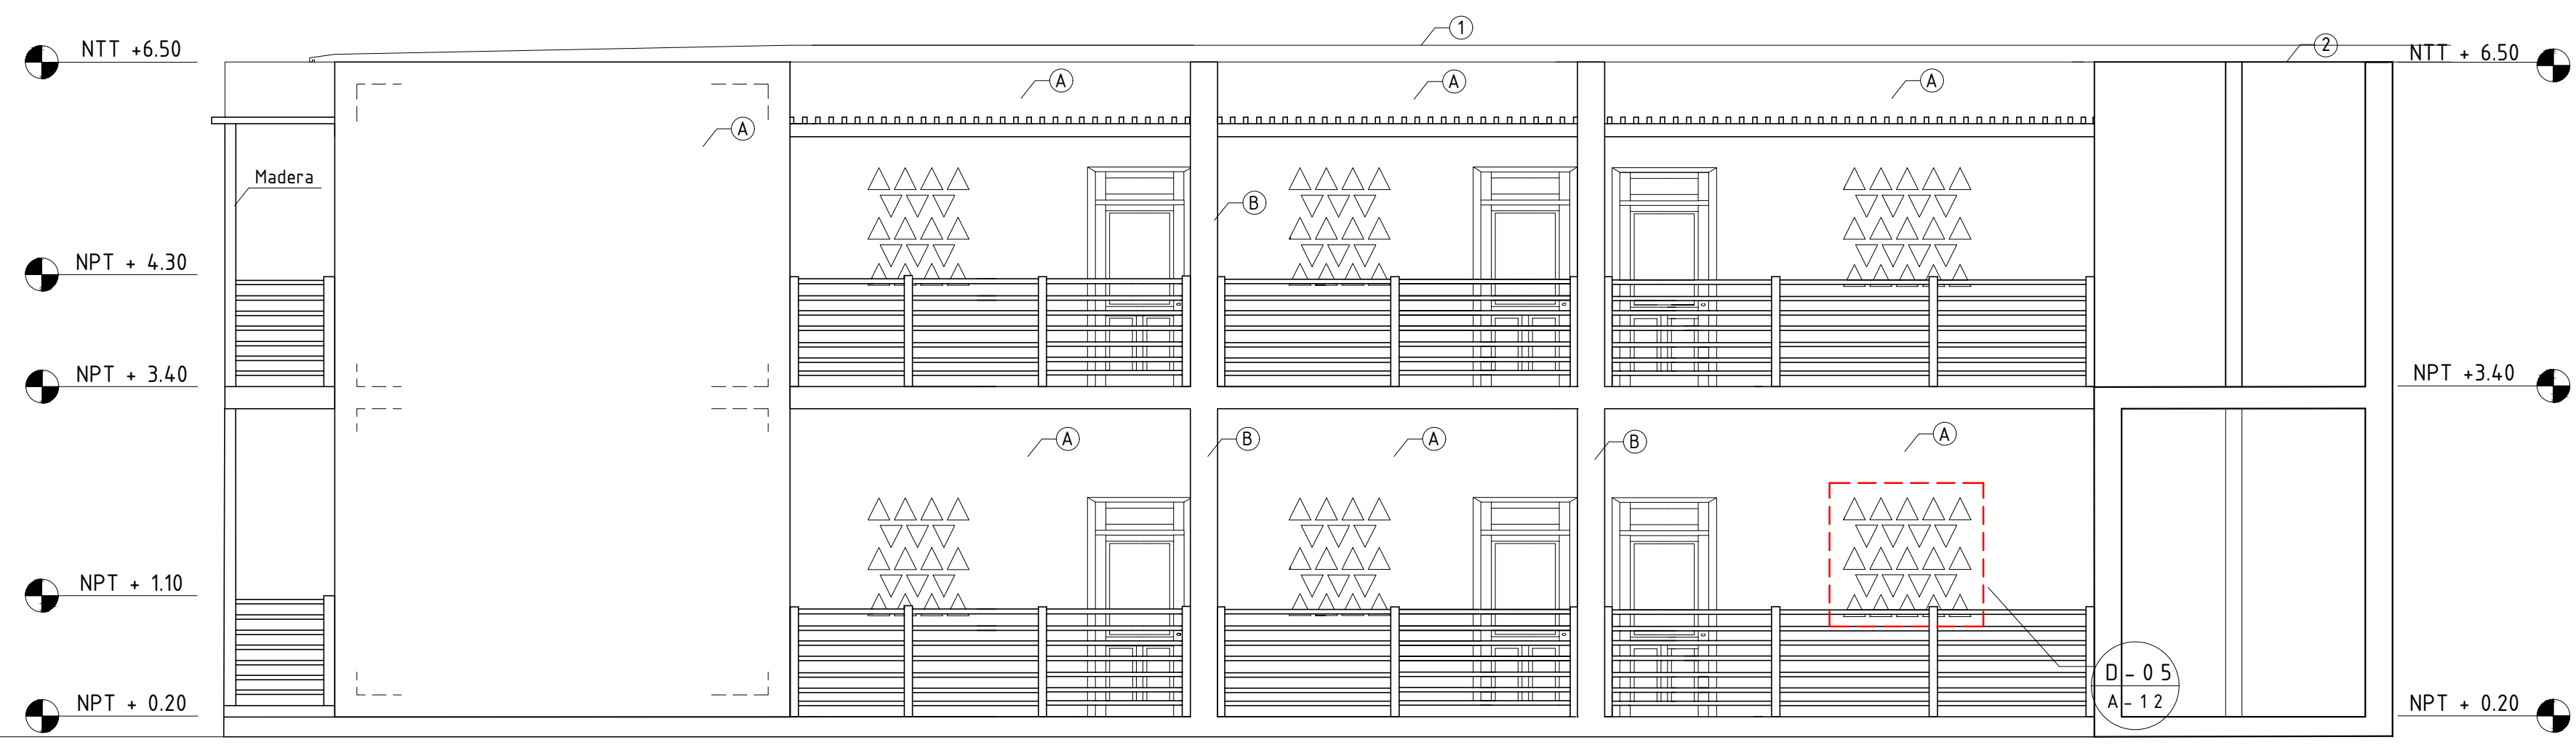 1
NTT +6.50
2
NTT + 6.50
A
A
A
A
Madera
B
NPT + 4.30
NPT + 3.40
NPT +3.40
A
B
A
B
A
NPT + 1.10
D-05
A-12
NPT + 0.20
NPT + 0.20